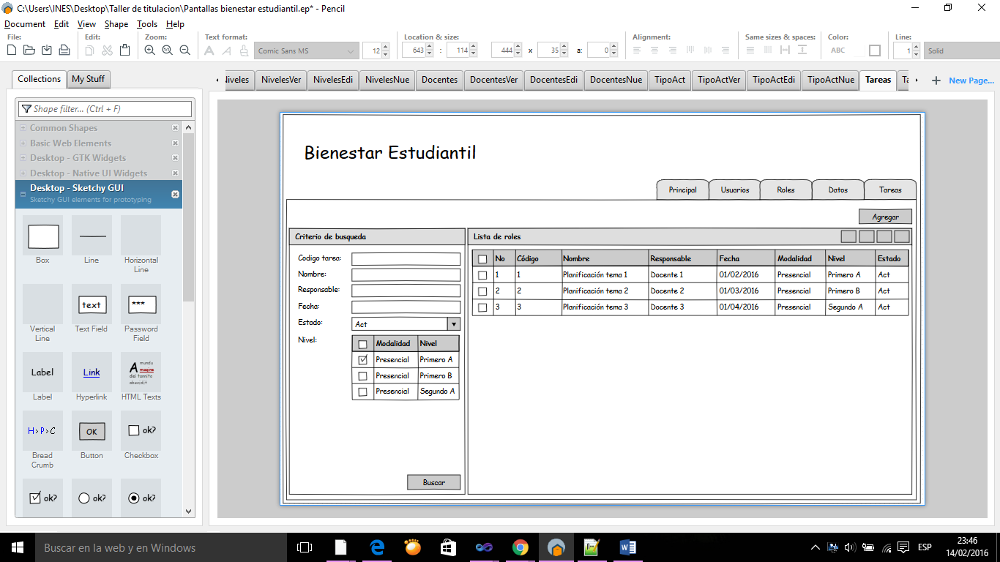 C:\Users\INES\Desktop\Taller de titulacion\Pantallas bienestar estudiantil.ep* - Pencil
Document Edit View Shape Tools Help
File: Edit: Zoom: Text format: Location & size: Alignment: Same sizes & spaces: Color: Line:
Comic Sans MS 12 643 : 114 444 x 35 a: 0 ABC 1 Solid
Collections My Stuff
Niveles NivelesVer NivelesEdi NivelesNue Docentes DocentesVer DocentesEdi DocentesNue TipoAct TipoActVer TipoActEdi TipoActNue Tareas Ta New Page...
Shape filter... (Ctrl + F)
Common Shapes
Basic Web Elements
Desktop - GTK Widgets
Desktop - Native UI Widgets
Desktop - Sketchy GUI
Sketchy GUI elements for prototyping
Box Line Horizontal Line
text ***
Vertical Line Text Field Password Field
Label Link A mundu magine dei tannito abucidit
Label Hyperlink HTML Texts
H>P>C OK ok?
Bread Crumb Button Checkbox
ok? ok? ok?
Bienestar Estudiantil
Principal Usuarios Roles Datos Tareas
Agregar
Criterio de busqueda
Codigo tarea:
Nombre:
Responsable:
Fecha:
Estado: Act
Nivel:
Modalidad Nivel
Presencial Primero A
Presencial Primero B
Presencial Segundo A
Buscar
Lista de roles
No Código Nombre Responsable Fecha Modalidad Nivel Estado
1 1 Planificación tema 1 Docente 1 01/02/2016 Presencial Primero A Act
2 2 Planificación tema 2 Docente 2 01/03/2016 Presencial Primero B Act
3 3 Planificación tema 3 Docente 3 01/04/2016 Presencial Segundo A Act
Buscar en la web y en Windows
ESP
23:46
14/02/2016